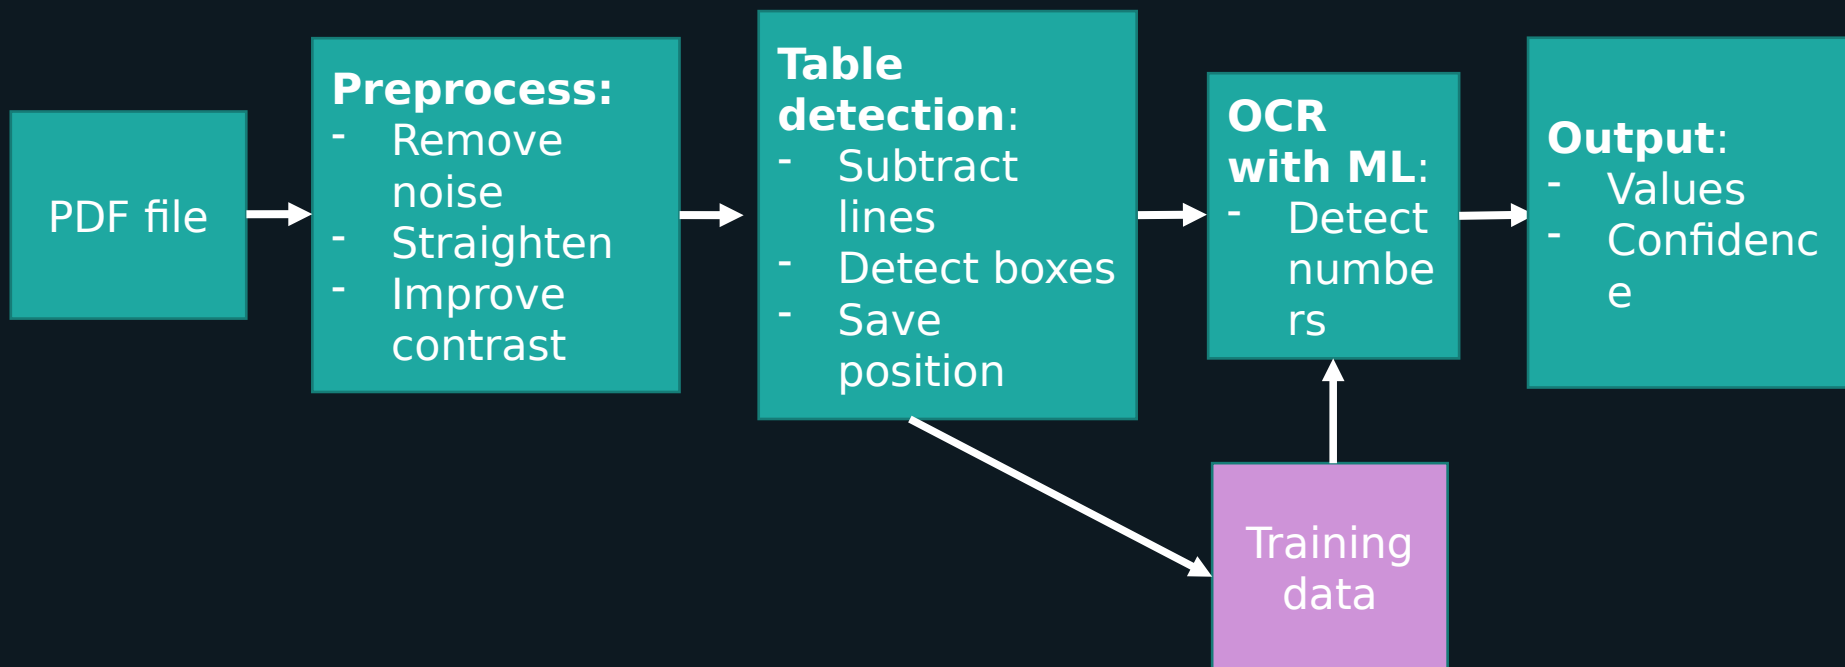 PDF file
Preprocess:
- Remove
noise
- Straighten
- Improve
contrast
Table
detection:
- Subtract
lines
- Detect boxes
- Save
position
OCR
with ML:
- Detect
numbe
rs
Output:
- Values
- Confidenc
e
Training
data